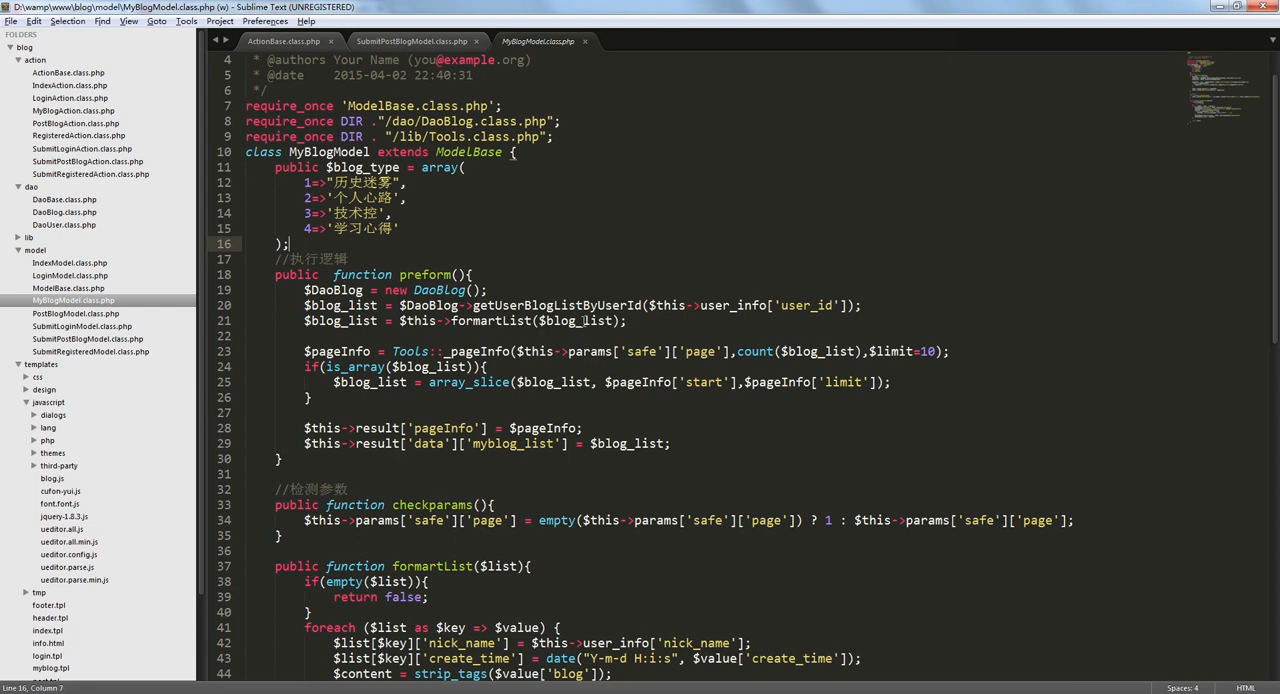 D:\wamp\www\blog\model\MyBlogModel.class.php (w) - Sublime Text (UNREGISTERED)
File Edit Selection Find View Goto Tools Project Preferences Help
FOLDERS
blog
action
ActionBase.class.php
IndexAction.class.php
LoginAction.class.php
MyBlogAction.class.php
PostBlogAction.class.php
RegisteredAction.class.php
SubmitLoginAction.class.php
SubmitPostBlogAction.class.php
SubmitRegisteredAction.class.php
dao
DaoBase.class.php
DaoBlog.class.php
DaoUser.class.php
lib
model
IndexModel.class.php
LoginModel.class.php
ModelBase.class.php
MyBlogModel.class.php
PostBlogModel.class.php
SubmitLoginModel.class.php
SubmitPostBlogModel.class.php
SubmitRegisteredModel.class.php
templates
css
design
javascript
dialogs
lang
php
themes
third-party
blog.js
cufon-yui.js
font.font.js
jquery-1.8.3.js
ueditor.all.js
ueditor.all.min.js
ueditor.config.js
ueditor.parse.js
ueditor.parse.min.js
tmp
footer.tpl
header.tpl
index.tpl
info.html
login.tpl
myblog.tpl
ActionBase.class.php SubmitPostBlogModel.class.php MyBlogModel.class.php
4 * @authors Your Name (you@example.org)
5 * @date    2015-04-02 22:40:31
6 */
7 require_once 'ModelBase.class.php';
8 require_once DIR ."/dao/DaoBlog.class.php";
9 require_once DIR . "/lib/Tools.class.php";
10 class MyBlogModel extends ModelBase {
11 public $blog_type = array(
12 1=>"历史迷雾",
13 2=>'个人心路',
14 3=>'技术控',
15 4=>'学习心得'
16 );
17 //执行逻辑
18 public  function preform(){
19 $DaoBlog = new DaoBlog();
20 $blog_list = $DaoBlog->getUserBlogListByUserId($this->user_info['user_id']);
21 $blog_list = $this->formartList($blog_list);
22
23 $pageInfo = Tools::_pageInfo($this->params['safe']['page'],count($blog_list),$limit=10);
24 if(is_array($blog_list)){
25 $blog_list = array_slice($blog_list, $pageInfo['start'],$pageInfo['limit']);
26 }
27
28 $this->result['pageInfo'] = $pageInfo;
29 $this->result['data']['myblog_list'] = $blog_list;
30 }
31
32 //检测参数
33 public function checkparams(){
34 $this->params['safe']['page'] = empty($this->params['safe']['page']) ? 1 : $this->params['safe']['page'];
35 }
36
37 public function formartList($list){
38 if(empty($list)){
39 return false;
40 }
41 foreach ($list as $key => $value) {
42 $list[$key]['nick_name'] = $this->user_info['nick_name'];
43 $list[$key]['create_time'] = date("Y-m-d H:i:s", $value['create_time']);
44 $content = strip_tags($value['blog']);
Line 16, Column 7 Spaces: 4 HTML